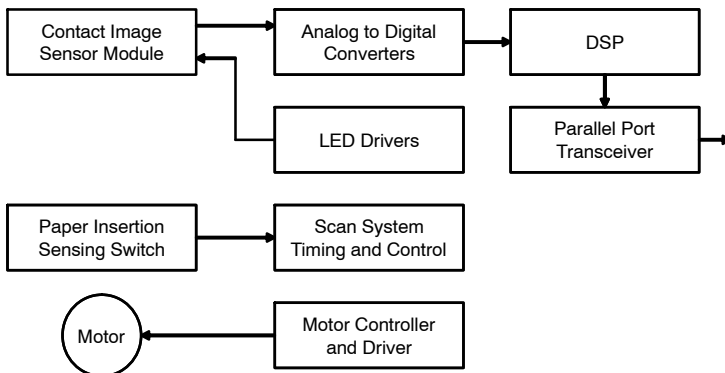 Contact Image
Sensor Module
Analog to Digital
Converters
DSP
LED Drivers
Parallel Port
Transceiver
Paper Insertion
Sensing Switch
Scan System
Timing and Control
Motor
Motor Controller
and Driver